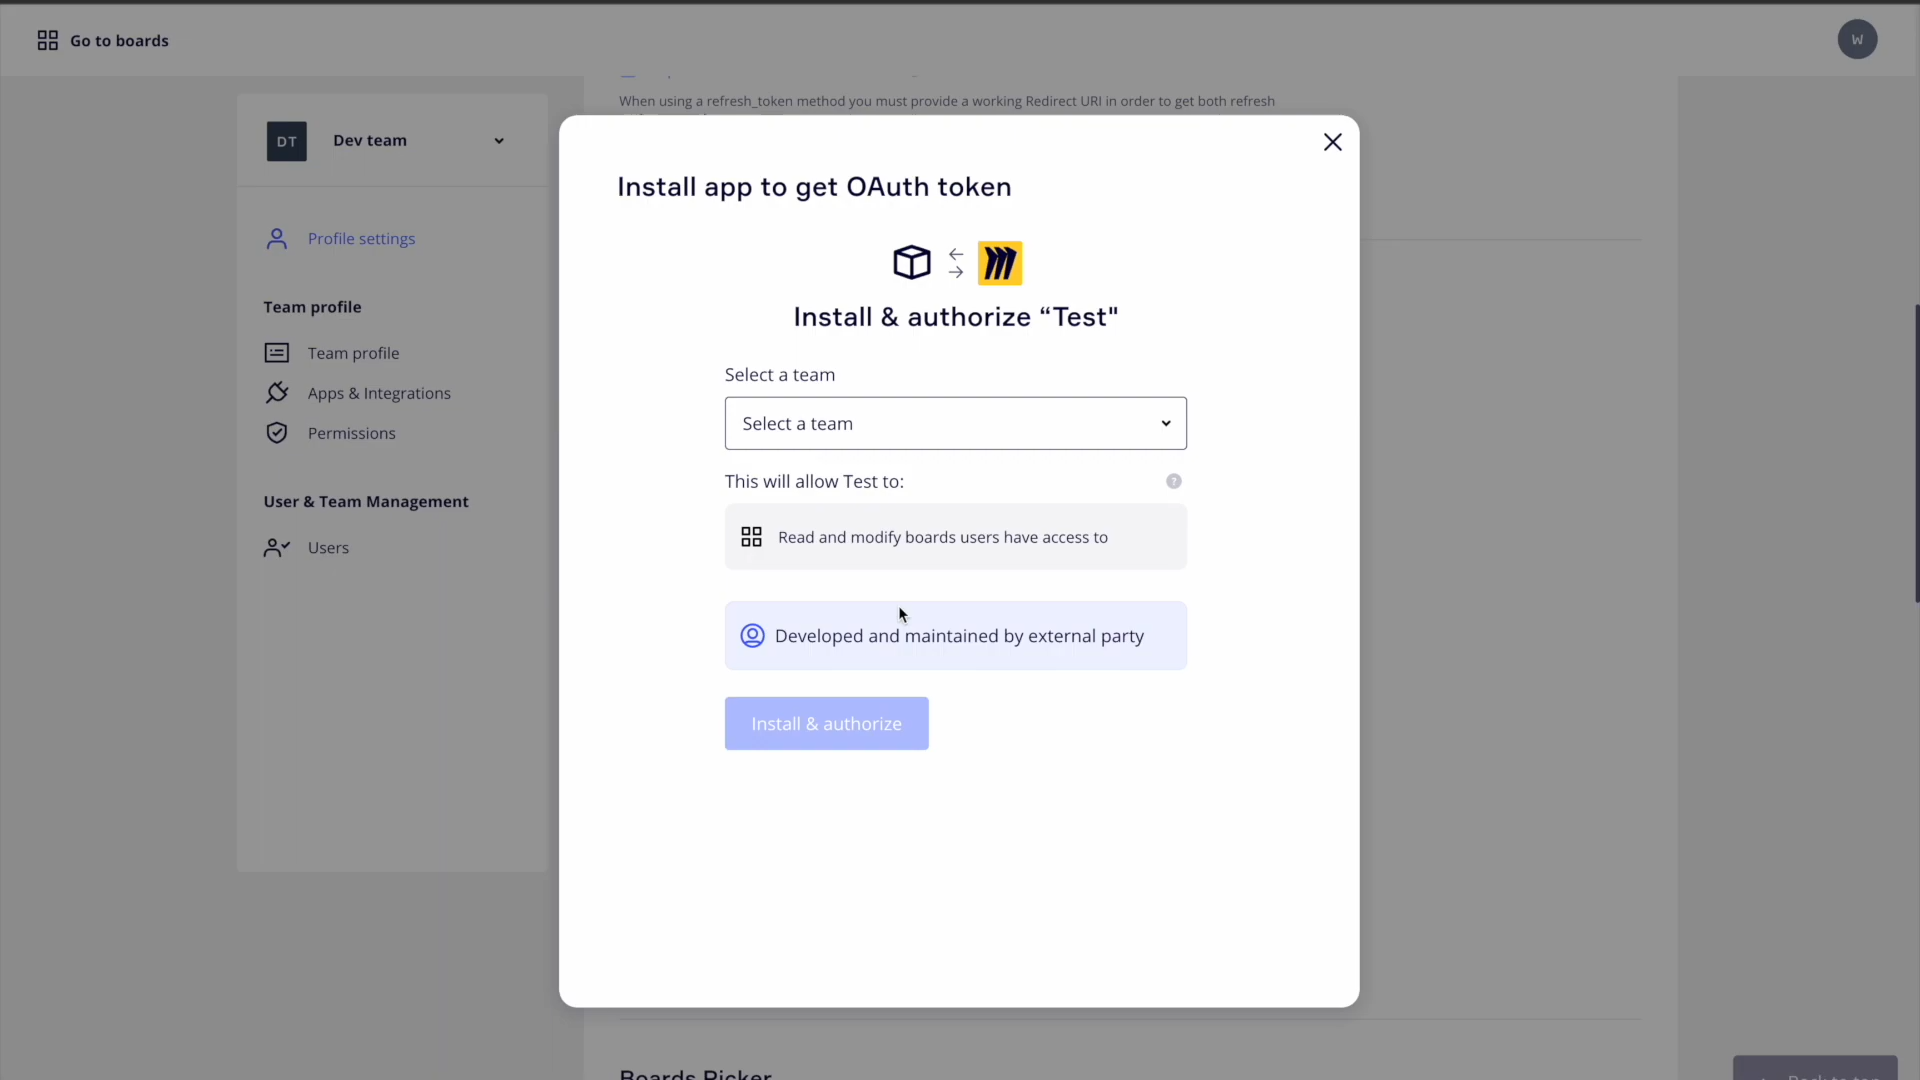 Go to boards
W
When using a refresh_token method you must provide a working Redirect URI in order to get both refresh
DT
Dev team
Profile settings
Team profile
Team profile
Apps & Integrations
Permissions
User & Team Management
Users
Install app to get OAuth token
Install & authorize “Test"
Select a team
Select a team
This will allow Test to:
?
Read and modify boards users have access to
Developed and maintained by external party
Install & authorize
Boards Picker